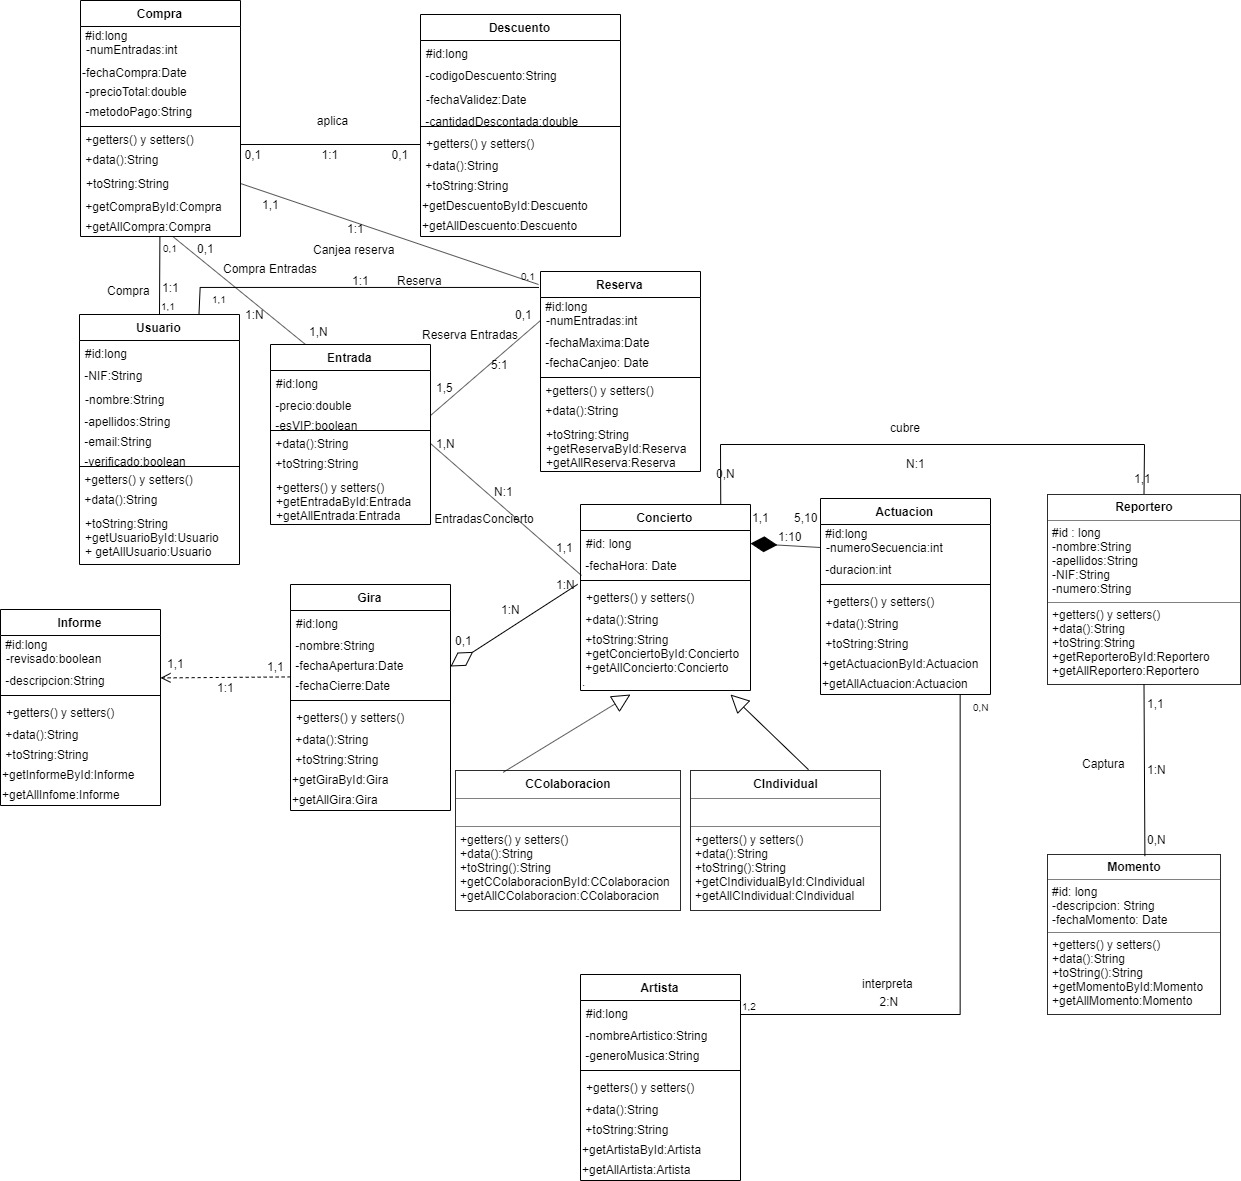 Compra
#id:long
-numEntradas:int
-fechaCompra:Date
-precioTotal:double
-metodoPago:String
+getters() y setters()
+data():String
+toString:String
+getCompraById:Compra
+getAllCompra:Compra
Descuento
#id:long
-codigoDescuento:String
-fechaValidez:Date
-cantidadDescontada:double
+getters() y setters()
+data():String
+toString:String
+getDescuentoById:Descuento
+getAllDescuento:Descuento
aplica
0,1
1:1
0,1
1,1
1:1
Canjea reserva
0,1
0,1
0,1
Compra Entradas
Compra
1:1
1,1
1,1
1:1
Reserva
1:N
1,N
Reserva
#id:long
-numEntradas:int
-fechaMaxima:Date
-fechaCanjeo: Date
+getters() y setters()
+data():String
+toString:String
+getReservaById:Reserva
+getAllReserva:Reserva
0,1
Reserva Entradas
5:1
1,5
Usuario
#id:long
-NIF:String
-nombre:String
-apellidos:String
-email:String
-verificado:boolean
+getters() y setters()
+data():String
+toString:String
+getUsuarioById:Usuario
+ getAllUsuario:Usuario
Entrada
#id:long
-precio:double
-esVIP:boolean
+data():String
+toString:String
+getters() y setters()
+getEntradaById:Entrada
+getAllEntrada:Entrada
1,N
N:1
EntradasConcierto
1,1
cubre
N:1
0,N
1,1
Concierto
#id: long
-fechaHora: Date
+getters() y setters()
+data():String
+toString:String
+getConciertoById:Concierto
+getAllConcierto:Concierto
.
1,1
5,10
1:10
Actuacion
#id:long
-numeroSecuencia:int
-duracion:int
+getters() y setters()
+data():String
+toString:String
+getActuacionById:Actuacion
+getAllActuacion:Actuacion
0,N
Reportero
#id : long
-nombre:String
-apellidos:String
-NIF:String
-numero:String
+getters() y setters()
+data():String
+toString:String
+getReporteroById:Reportero
+getAllReportero:Reportero
1,1
Captura
1:N
0,N
Informe
#id:long
-revisado:boolean
-descripcion:String
+getters() y setters()
+data():String
+toString:String
+getInformeById:Informe
+getAllInfome:Informe
1,1
1:1
1,1
Gira
#id:long
-nombre:String
-fechaApertura:Date
-fechaCierre:Date
+getters() y setters()
+data():String
+toString:String
+getGiraById:Gira
+getAllGira:Gira
0,1
1:N
1:N
CColaboracion
+getters() y setters()
+data():String
+toString():String
+getCColaboracionById:CColaboracion
+getAllCColaboracion:CColaboracion
CIndividual
+getters() y setters()
+data():String
+toString():String
+getCIndividualById:CIndividual
+getAllCIndividual:CIndividual
Momento
#id: long
-descripcion: String
-fechaMomento: Date
+getters() y setters()
+data():String
+toString():String
+getMomentoById:Momento
+getAllMomento:Momento
Artista
#id:long
-nombreArtistico:String
-generoMusica:String
+getters() y setters()
+data():String
+toString:String
+getArtistaById:Artista
+getAllArtista:Artista
1,2
interpreta
2:N